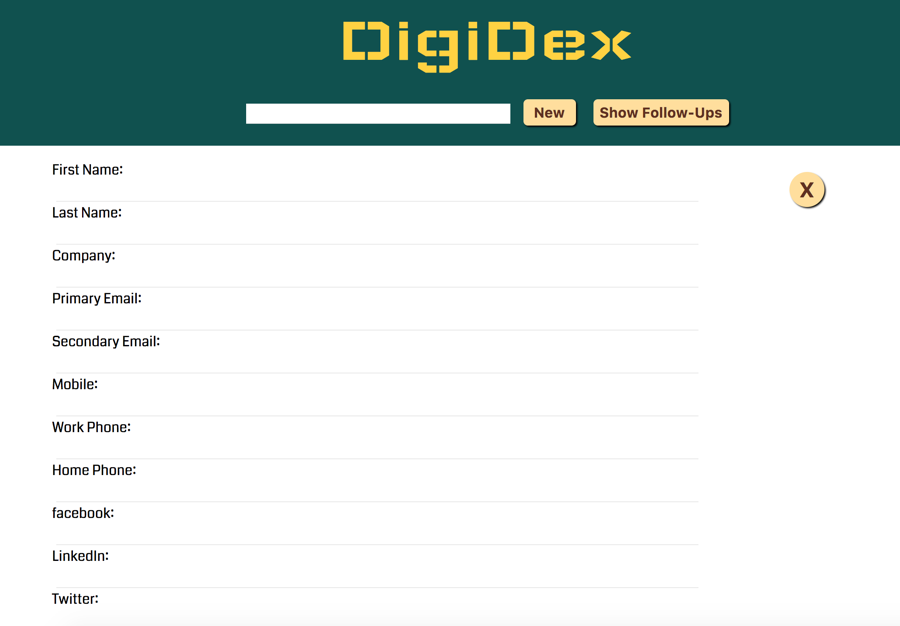 DigiDex
New Show Follow-Ups
First Name:
X
Last Name:
Company:
Primary Email:
Secondary Email:
Mobile:
Work Phone:
Home Phone:
facebook:
LinkedIn:
Twitter: